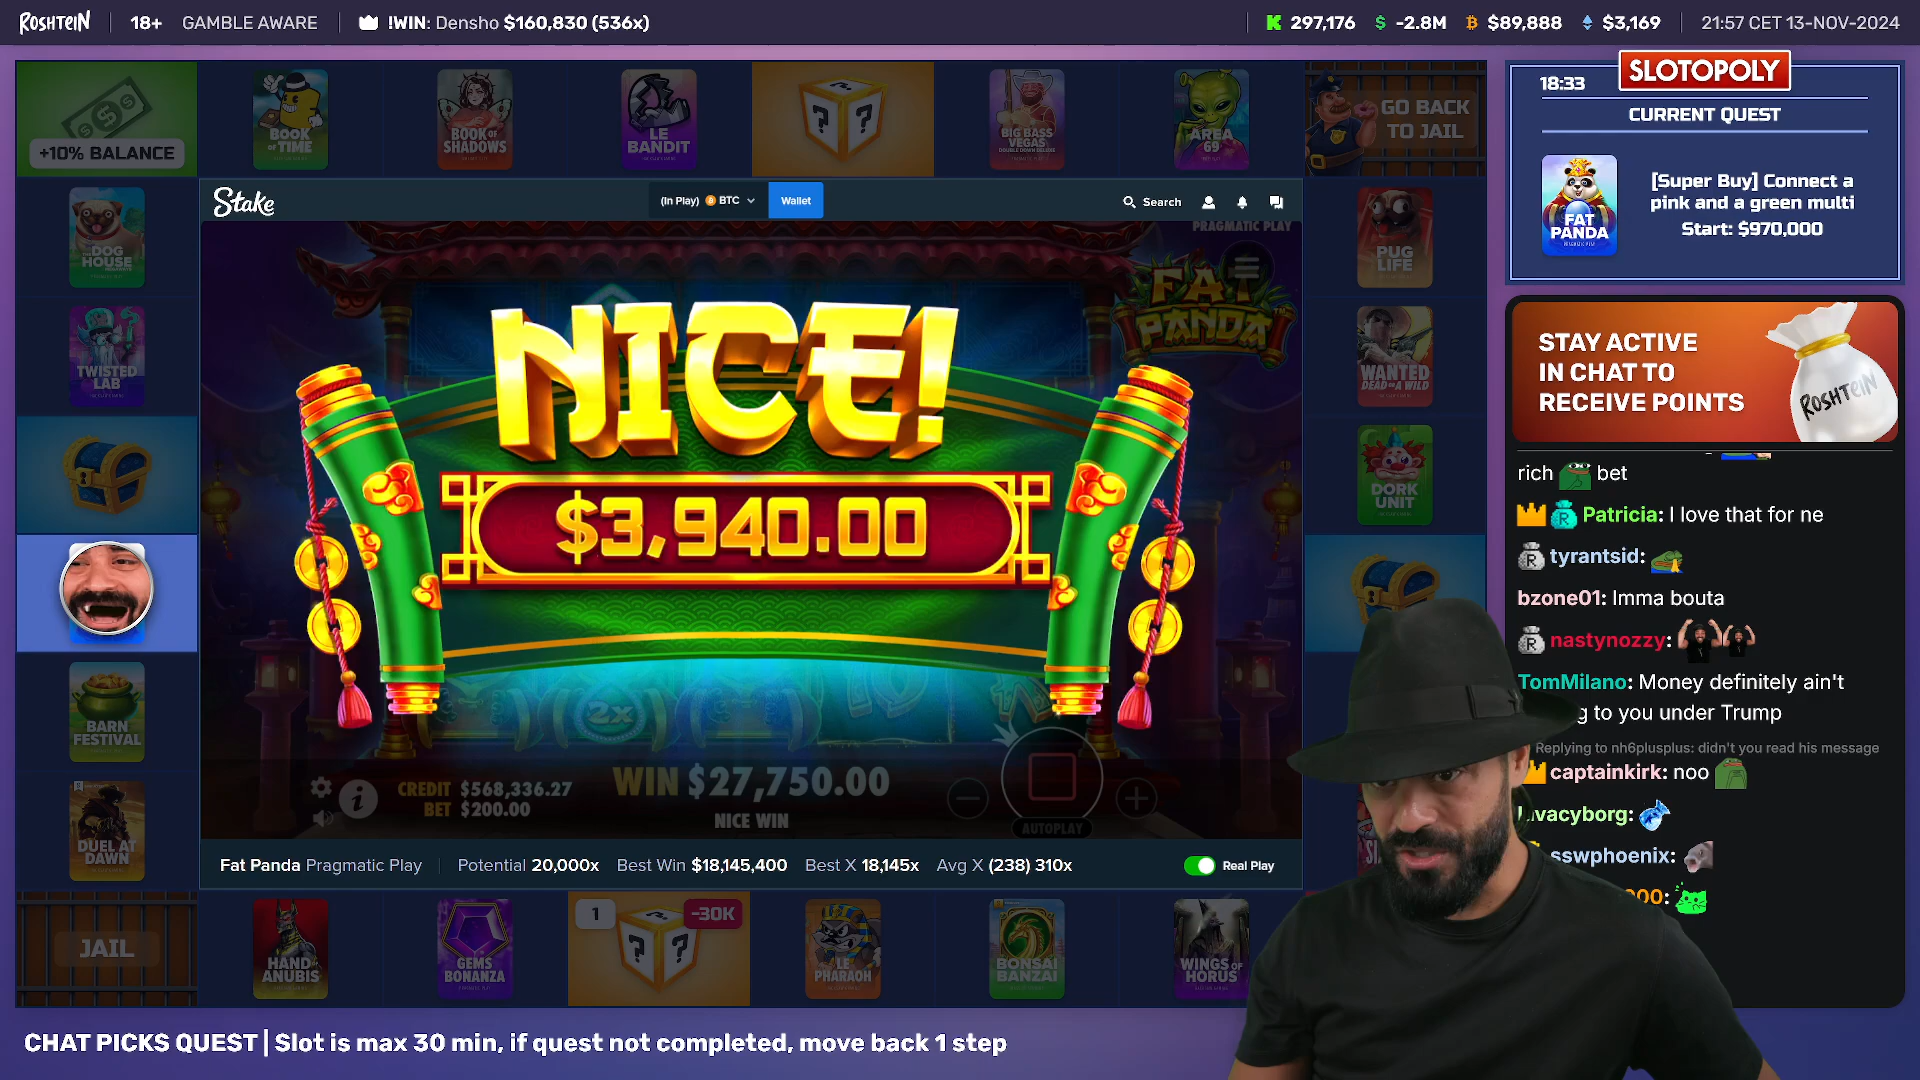 ROSHTEIN
18+ GAMBLE AWARE
!WIN: Densho $160,830 (536x)
297,176 $ -2.8M $89,888 $3,169
21:57 CET 13-NOV-2024
+10% BALANCE
BOOK OF TIME
BOOK OF SHADOWS
LE BANDIT
? ?
BIG BASS VEGAS
DOUBLE DOWN DELUXE
AREA 69
GO BACK TO JAIL
THE DOG HOUSE
TWISTED LAB
BARN FESTIVAL
DUEL AT DAWN
JAIL
HAND ANUBIS
GEMS BONANZA
1
-30K
? ?
LE PHARAOH
BONSAI BANZAI
WINGS OF HORUS
PUG LIFE
WANTED
DEAD OR A WILD
DORK UNIT
Stake
(In Play) BTC
Wallet
Search
PRAGMATIC PLAY
FAT PANDA
NICE!
$3,940.00
2x
CREDIT $568,336.27
BET $200.00
WIN $27,750.00
NICE WIN
AUTOPLAY
Fat Panda Pragmatic Play
Potential 20,000x
Best Win $18,145,400
Best X 18,145x
Avg X (238) 310x
Real Play
SLOTOPOLY
18:33
CURRENT QUEST
FAT PANDA
[Super Buy] Connect a
pink and a green multi
Start: $970,000
STAY ACTIVE
IN CHAT TO
RECEIVE POINTS
ROSHTEIN
rich bet
Patricia: I love that for ne
tyrantsid:
bzone01: Imma bouta
nastynozzy:
TomMilano: Money definitely ain't
g to you under Trump
Replying to nh6plusplus: didn't you read his message
captainkirk: noo
vacyborg:
sswphoenix:
00:
CHAT PICKS QUEST | Slot is max 30 min, if quest not completed, move back 1 step